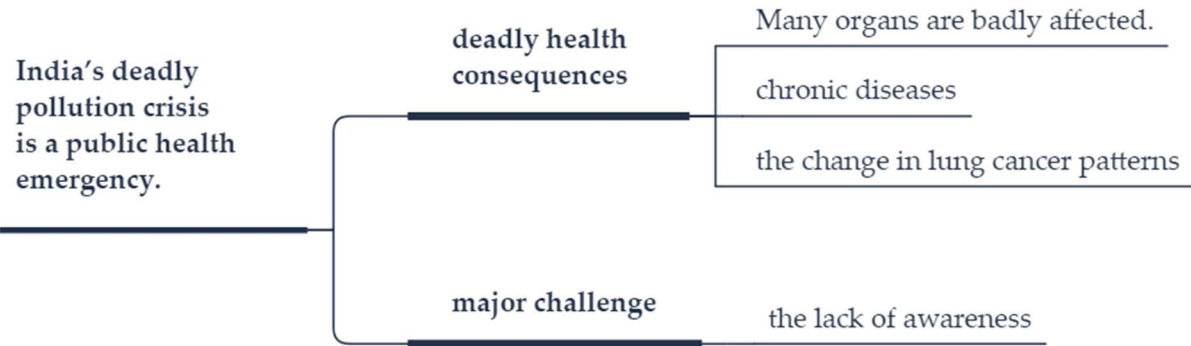 India’s deadly
pollution crisis
is a public health
emergency.
deadly health
consequences
Many organs are badly affected.
chronic diseases
the change in lung cancer patterns
major challenge
the lack of awareness